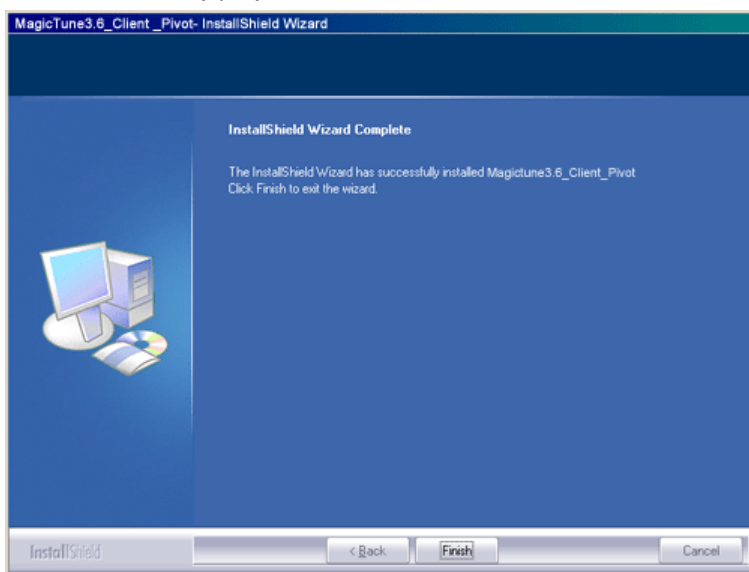 MagicTune3.6_Client _Pivot- InstallShield Wizard
InstallShield Wizard Complete
The InstallShield Wizard has successfully installed Magictune3.6_Client_Pivot
Click Finish to exit the wizard.
InstallShield
< Back
Finish
Cancel